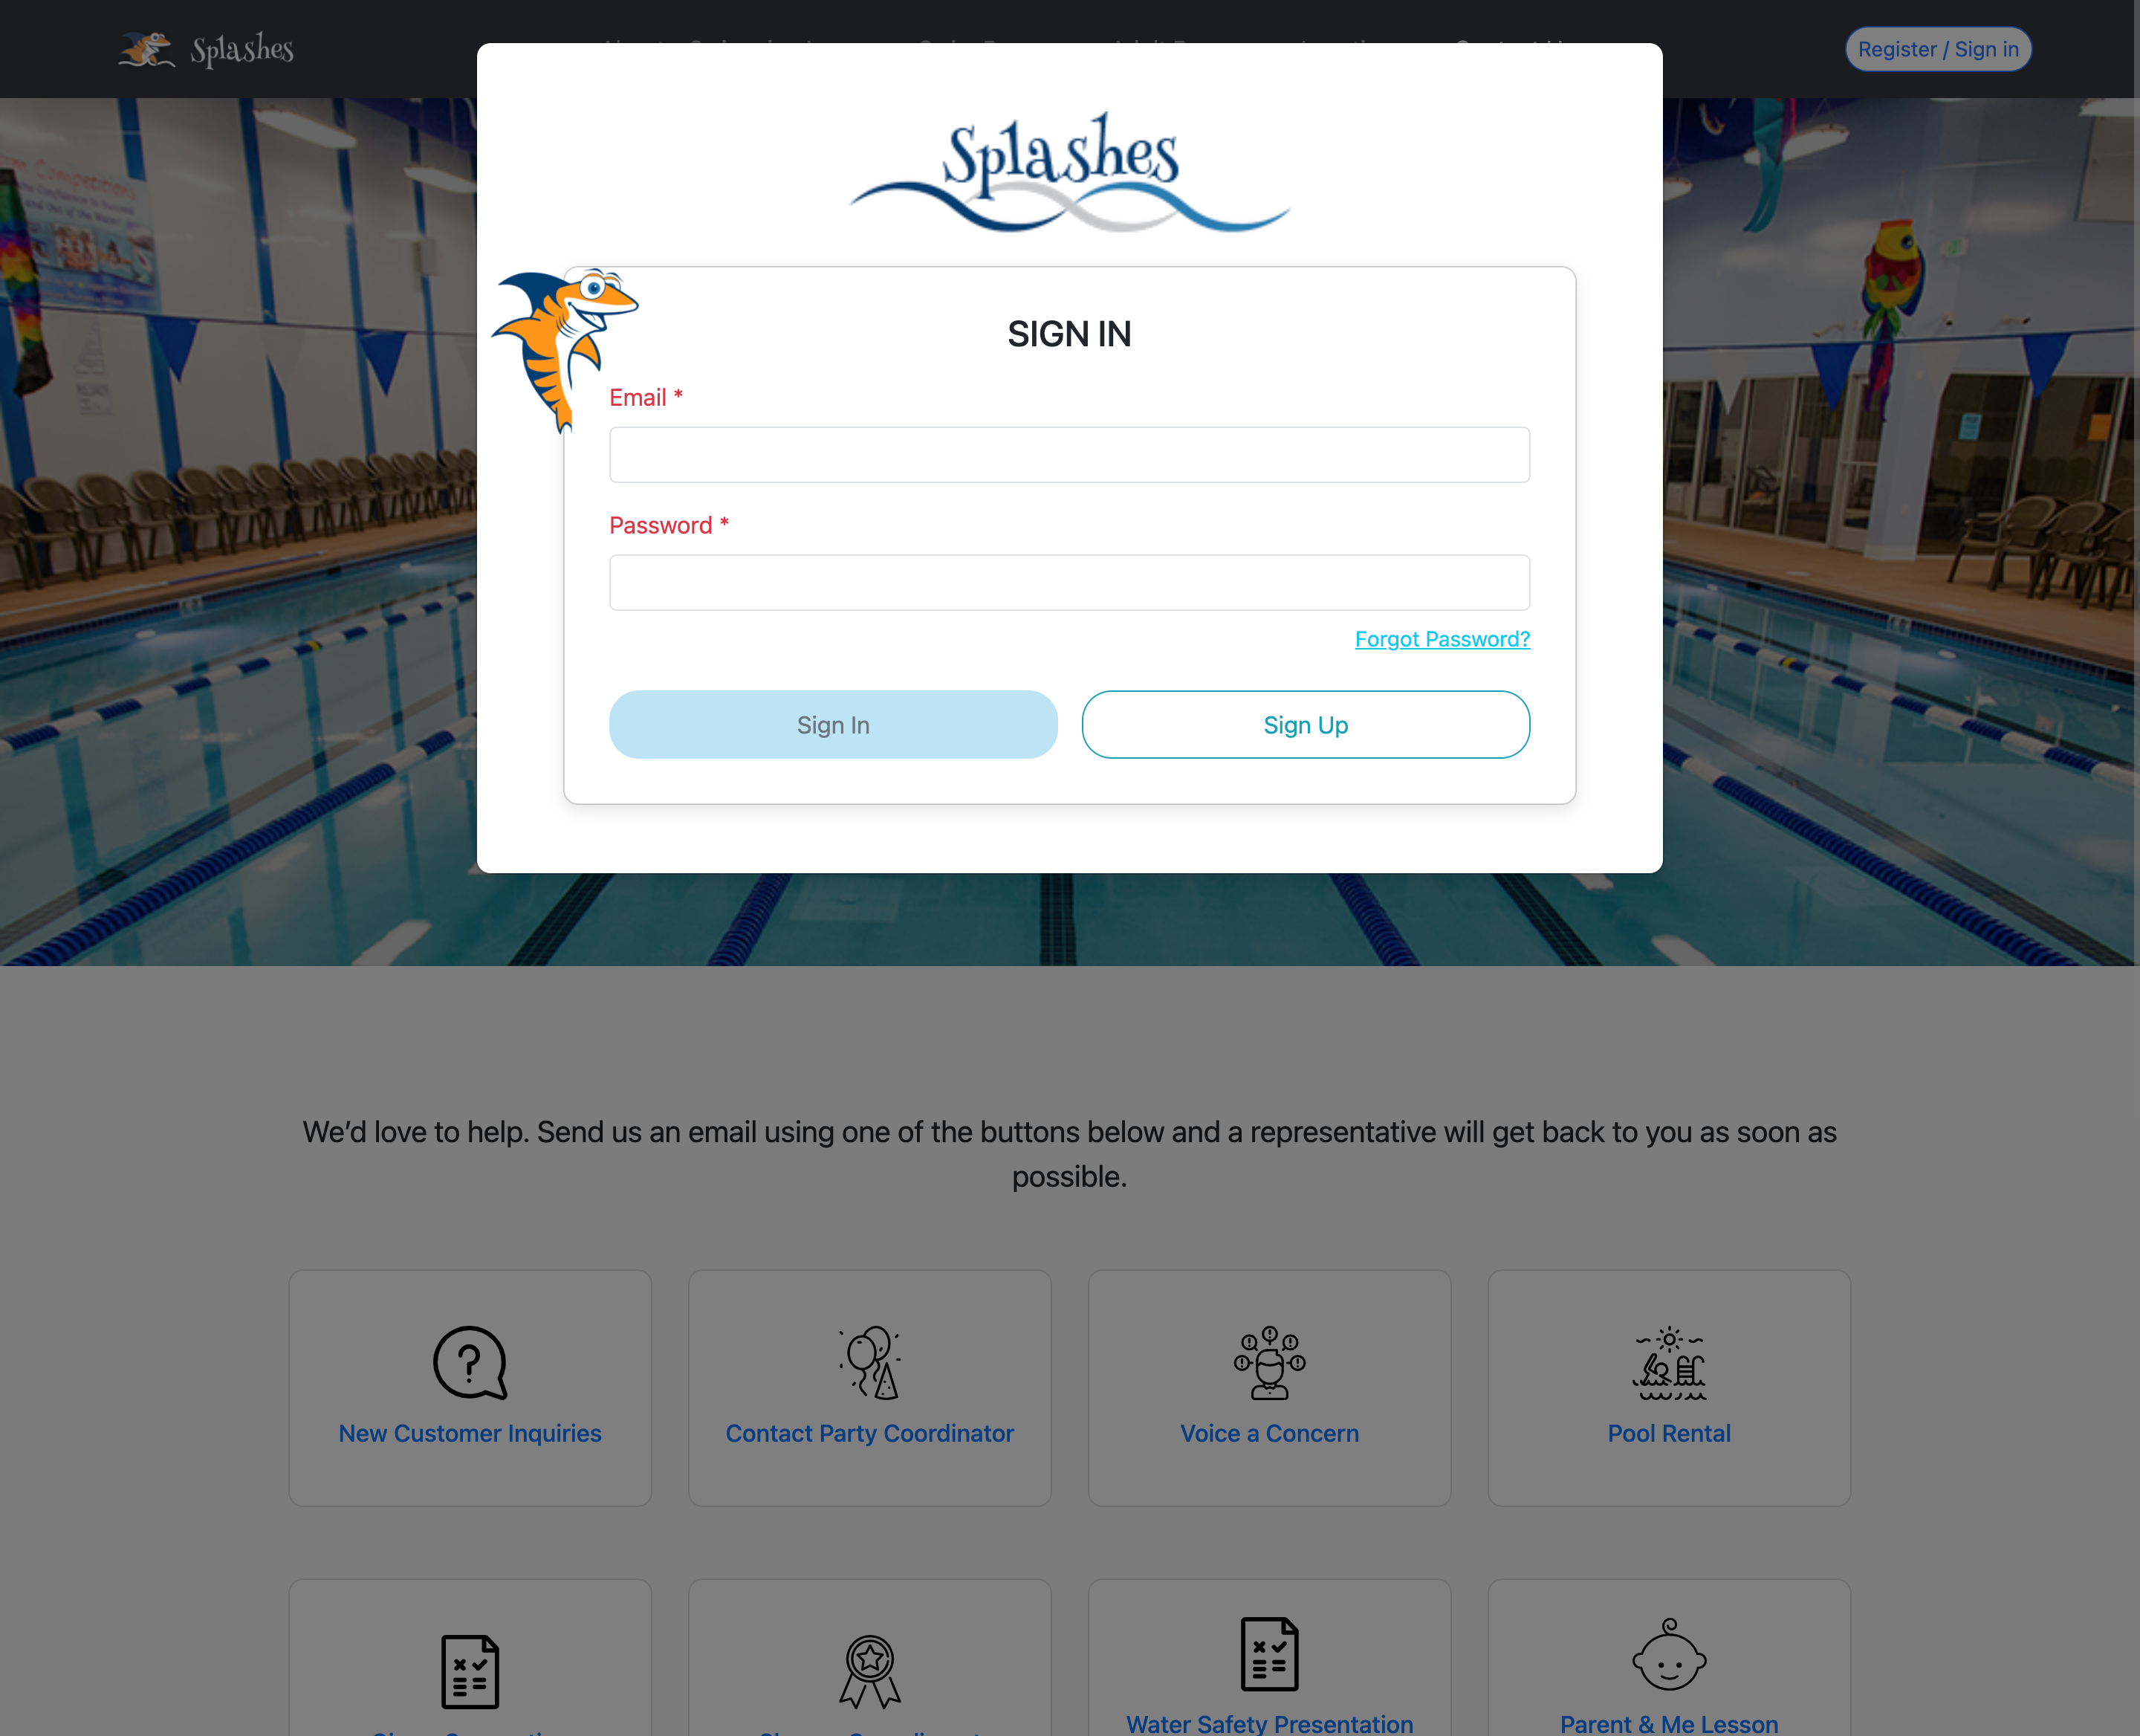 Splashes
Register / Sign in
Splashes
SIGN IN
Email *
Password *
Forgot Password?
Sign In
Sign Up
We'd love to help. Send us an email using one of the buttons below and a representative will get back to you as soon as
possible.
New Customer Inquiries
Contact Party Coordinator
Voice a Concern
Pool Rental
Water Safety Presentation
Parent & Me Lesson